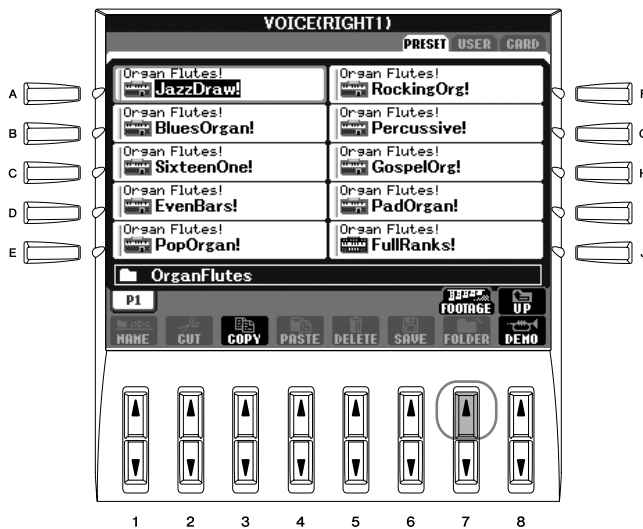 VOICE(RIGHT1)
PRESET USER CARD
Organ Flutes!
JazzDraw!
Organ Flutes!
RockingOrg!
Organ Flutes!
BluesOrgan!
Organ Flutes!
Percussive!
Organ Flutes!
SixteenOne!
Organ Flutes!
GospelOrg!
Organ Flutes!
EvenBars!
Organ Flutes!
PadOrgan!
Organ Flutes!
PopOrgan!
Organ Flutes!
FullRanks!
OrganFlutes
P1
FOOTAGE UP
abc
NAME CUT COPY PASTE DELETE SAVE FOLDER DEMO
A
B
C
D
E
1 2 3 4 5 6 7 8